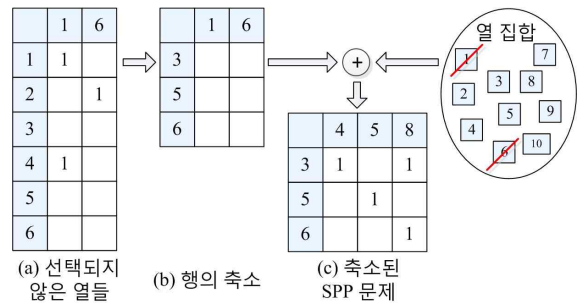 1 6
1 1
2 1
3
4 1
5
6
(a) 선택되지
않은 열들
1 6
3
5
6
(b) 행의 축소
+
4 5 8
3 1 1
5 1
6 1
(c) 축소된
SPP 문제
열 집합
1 7
2 3 8
5 9
4
6 10